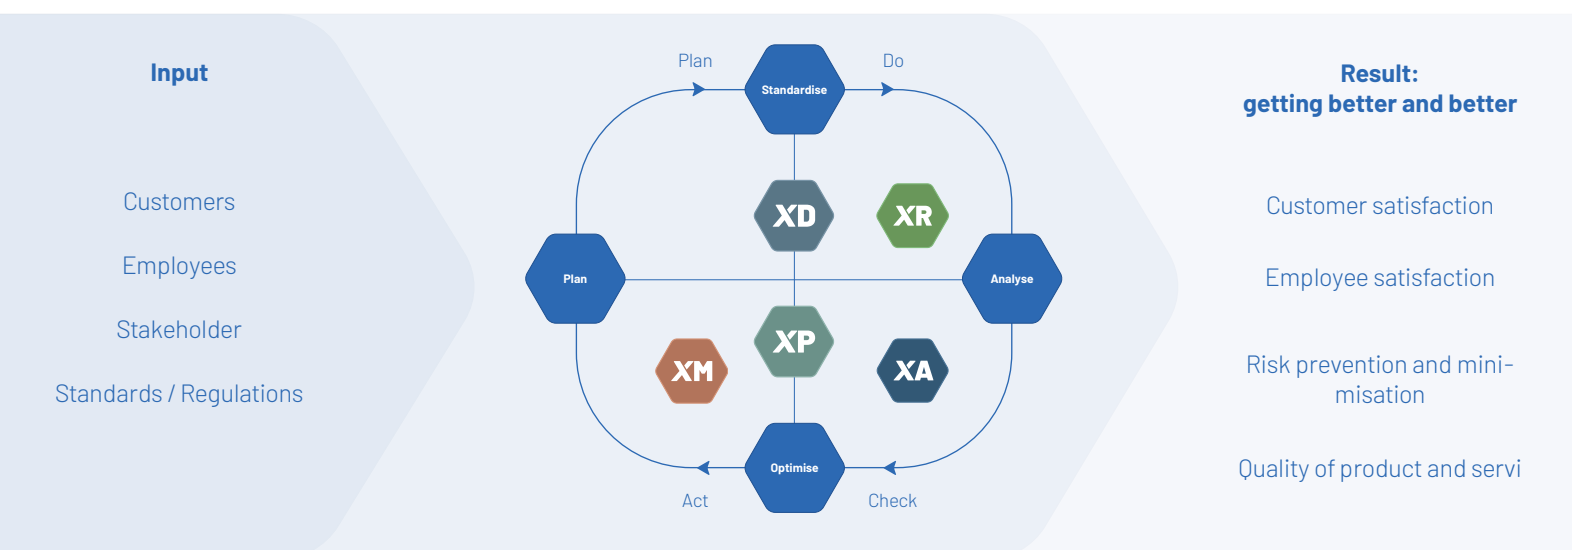 Input
Customers
Employees
Stakeholder
Standards / Regulations
Plan
Do
Standardise
XD
XR
Plan
Analyse
XP
XM
XA
Optimise
Act
Check
Result:
getting better and better
Customer satisfaction
Employee satisfaction
Risk prevention and mini-
misation
Quality of product and servi